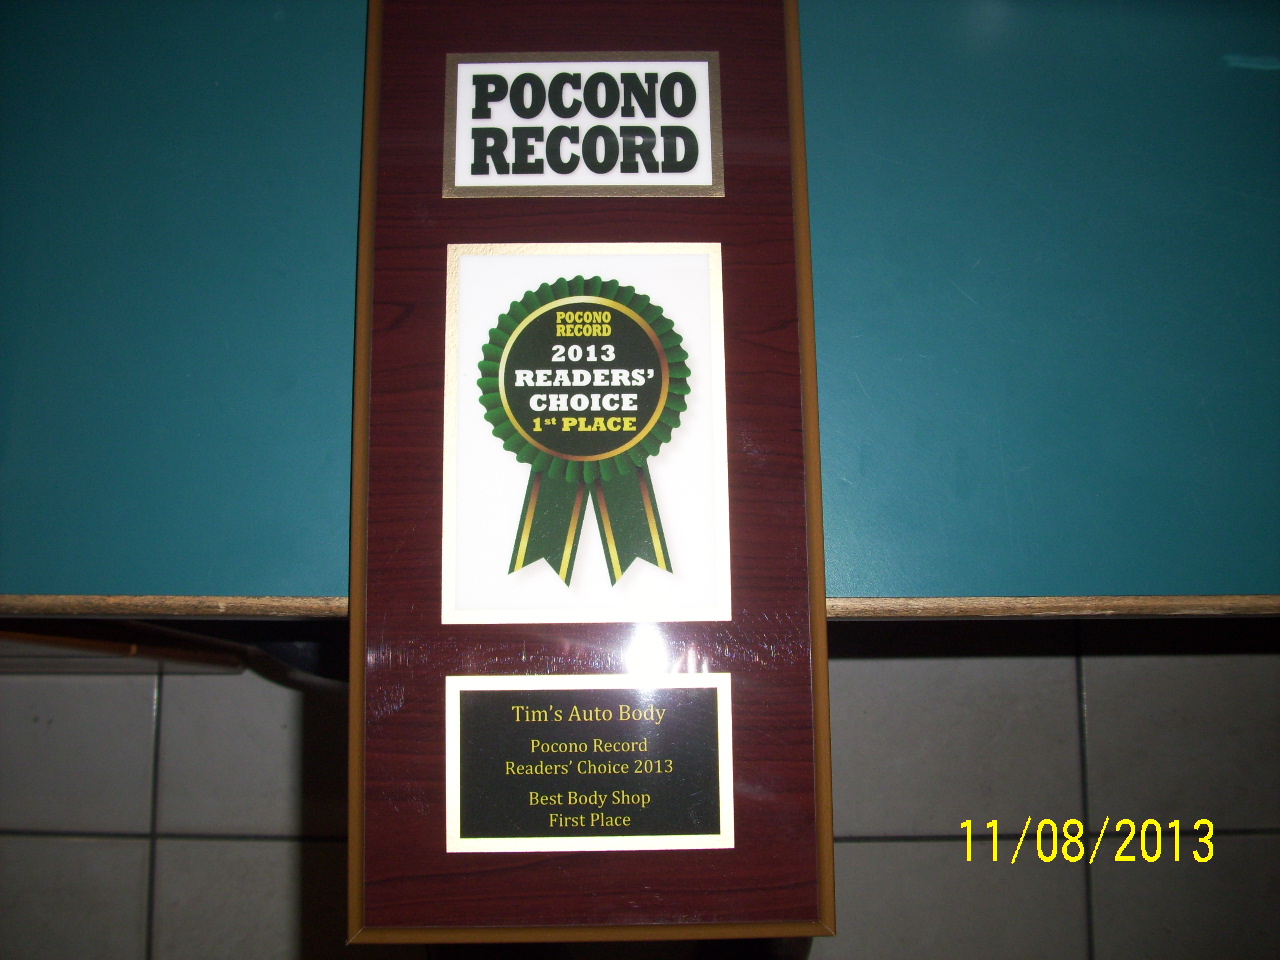 POCONO
RECORD
POCONO
RECORD
2013
READERS'
CHOICE
1st PLACE
Tim's Auto Body
Pocono Record
Readers' Choice 2013
Best Body Shop
First Place
11/08/2013